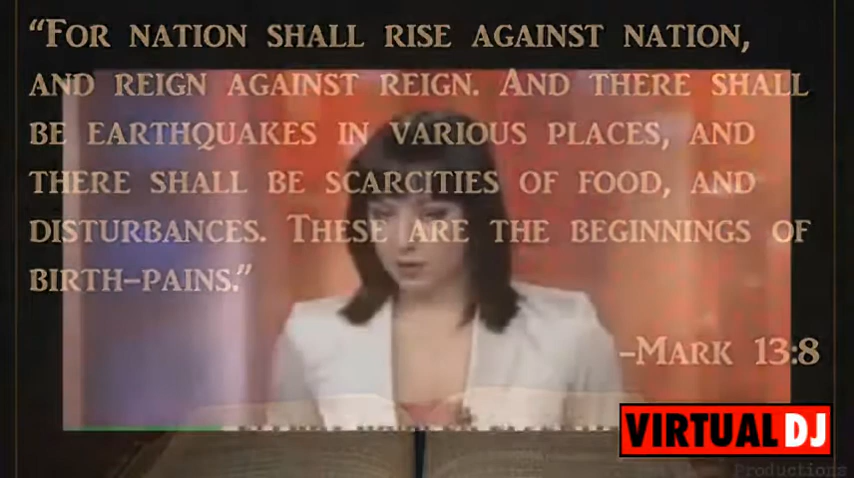 “For nation shall rise against nation,
and reign against reign. And there shall
be earthquakes in various places, and
there shall be scarcities of food, and
disturbances. These are the beginnings of
birth–pains.”
–Mark 13:8
VIRTUAL DJ
Productions